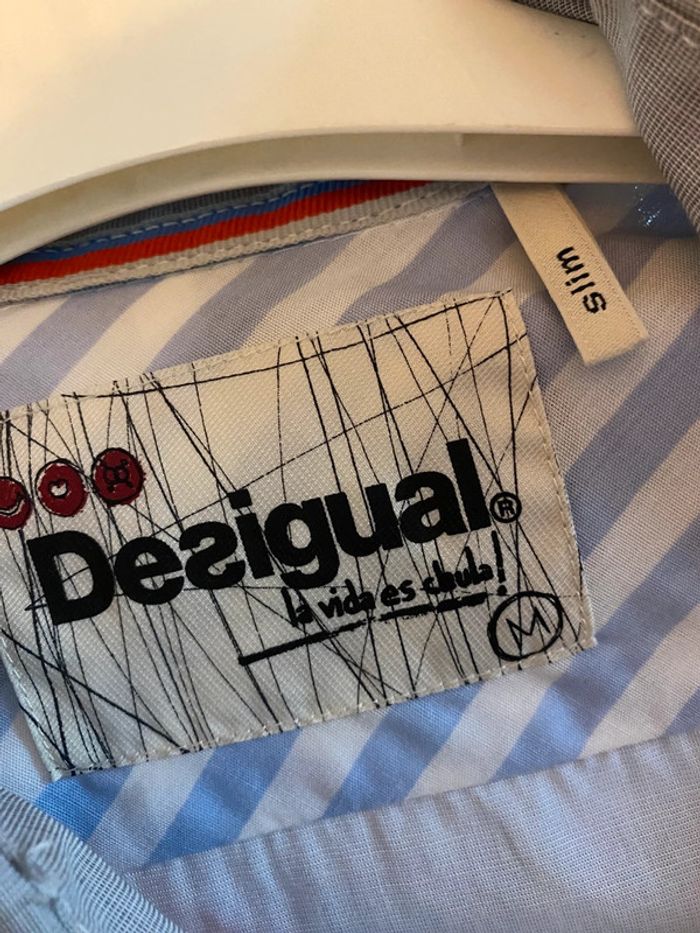 slim
Desigual®
la vida es chula!
M